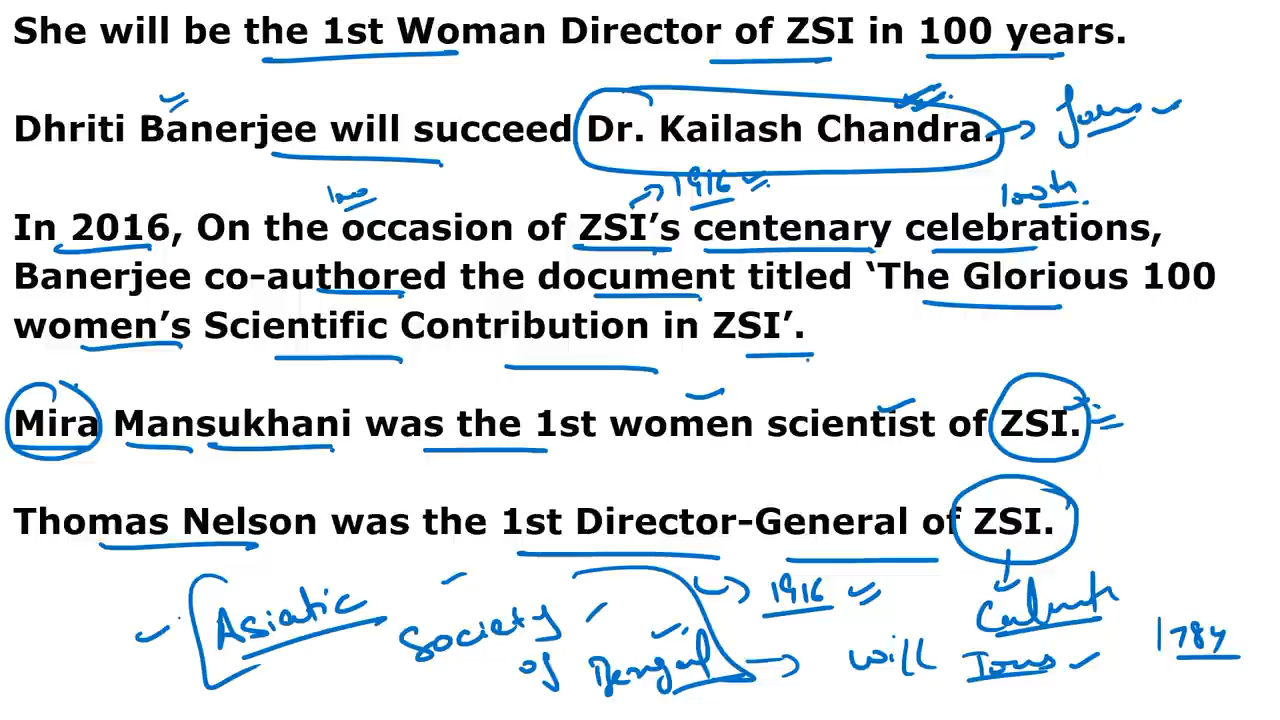 She will be the 1st Woman Director of ZSI in 100 years.
Dhriti Banerjee will succeed Dr. Kailash Chandra.
100 1916 100th
In 2016, On the occasion of ZSI’s centenary celebrations,
Banerjee co-authored the document titled ‘The Glorious 100
women’s Scientific Contribution in ZSI’.
Mira Mansukhani was the 1st women scientist of ZSI.
Thomas Nelson was the 1st Director-General of ZSI.
Asiatic Society of Bengal 1916
will 1784